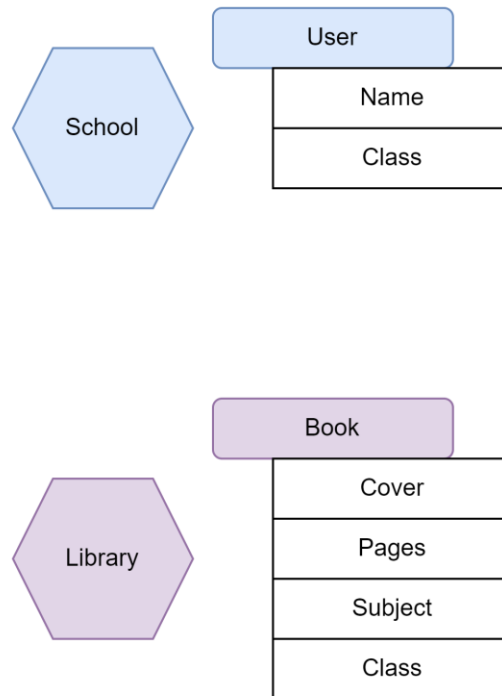 User
Name
School
Class
Book
Cover
Pages
Library
Subject
Class